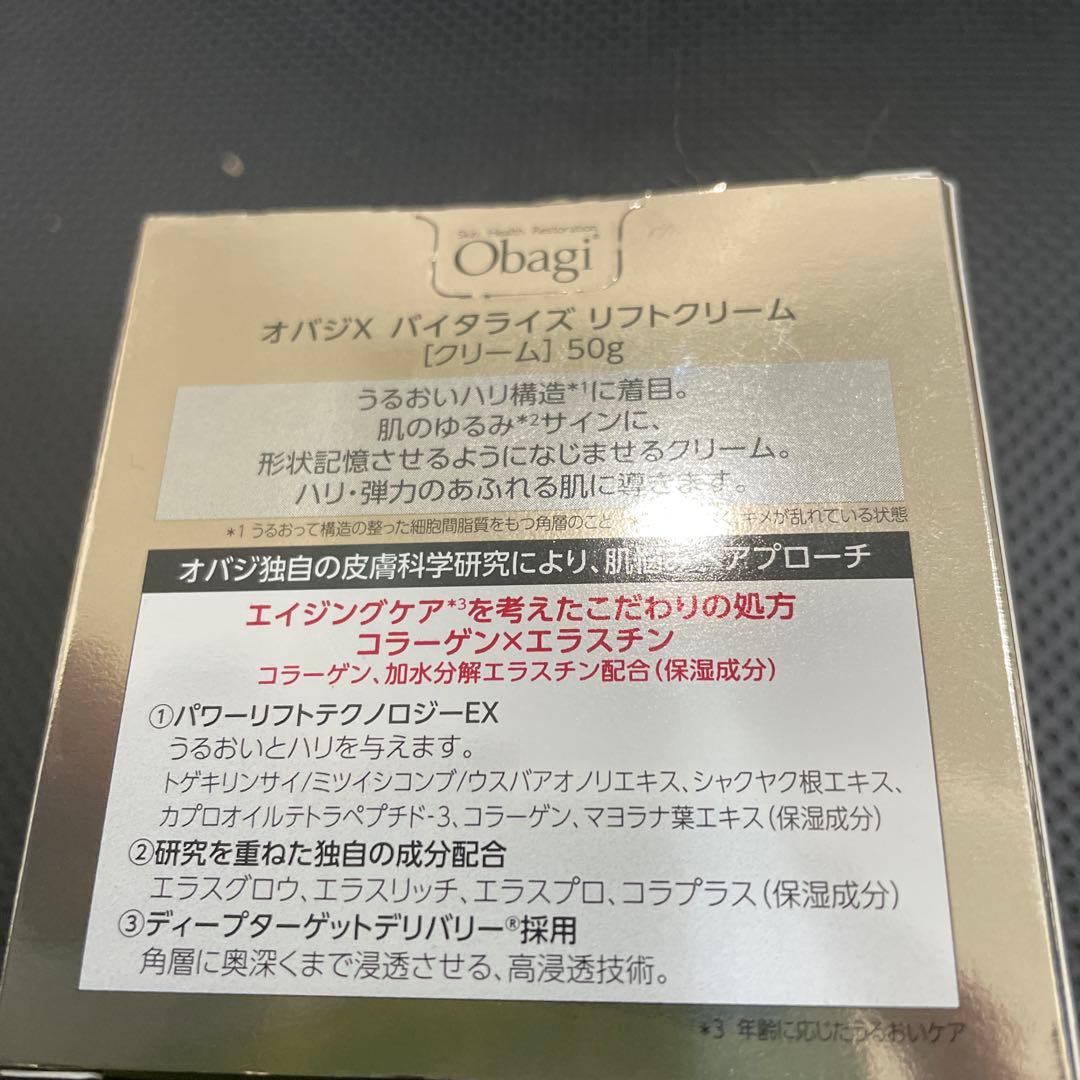 Skin Health Restoration
Obagi
オバジX バイタライズ リフトクリーム
[クリーム] 50g
うるおいハリ構造*1に着目。
肌のゆるみ*2サインに、
形状記憶させるようになじませるクリーム。
ハリ・弾力のあふれる肌に導きます。
*1 うるおって構造の整った細胞間脂質をもつ角層のこと キメが乱れている状態
オバジ独自の皮膚科学研究により、肌悩 アプローチ
エイジングケア*3を考えたこだわりの処方
コラーゲン×エラスチン
コラーゲン、加水分解エラスチン配合(保湿成分)
①パワーリフトテクノロジーEX
うるおいとハリを与えます。
トゲキリンサイ/ミツイシコンブ/ウスバアオノリエキス、シャクヤク根エキス、
カプロオイルテトラペプチド-3、コラーゲン、マヨラナ葉エキス(保湿成分)
②研究を重ねた独自の成分配合
エラスグロウ、エラスリッチ、エラスプロ、コラプラス(保湿成分)
③ディープターゲットデリバリー®採用
角層に奥深くまで浸透させる、高浸透技術。
*3 年齢に応じたうるおいケア